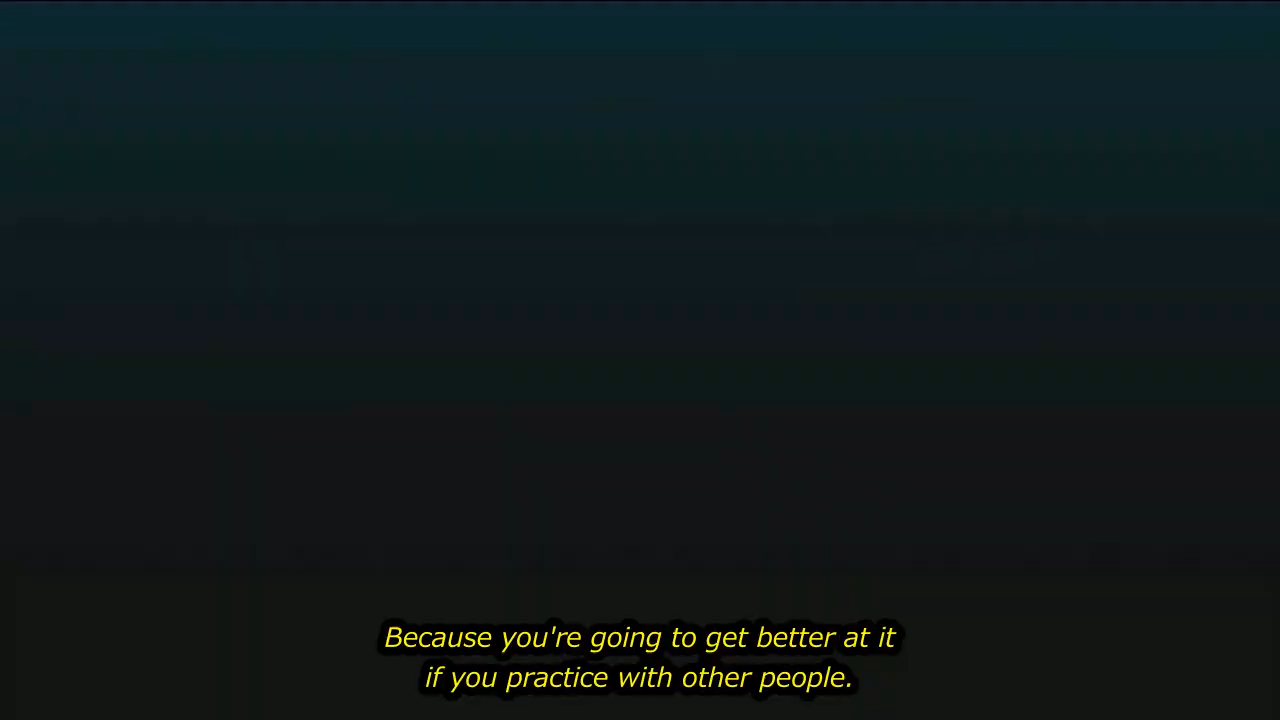 Because you're going to get better at it
if you practice with other people.